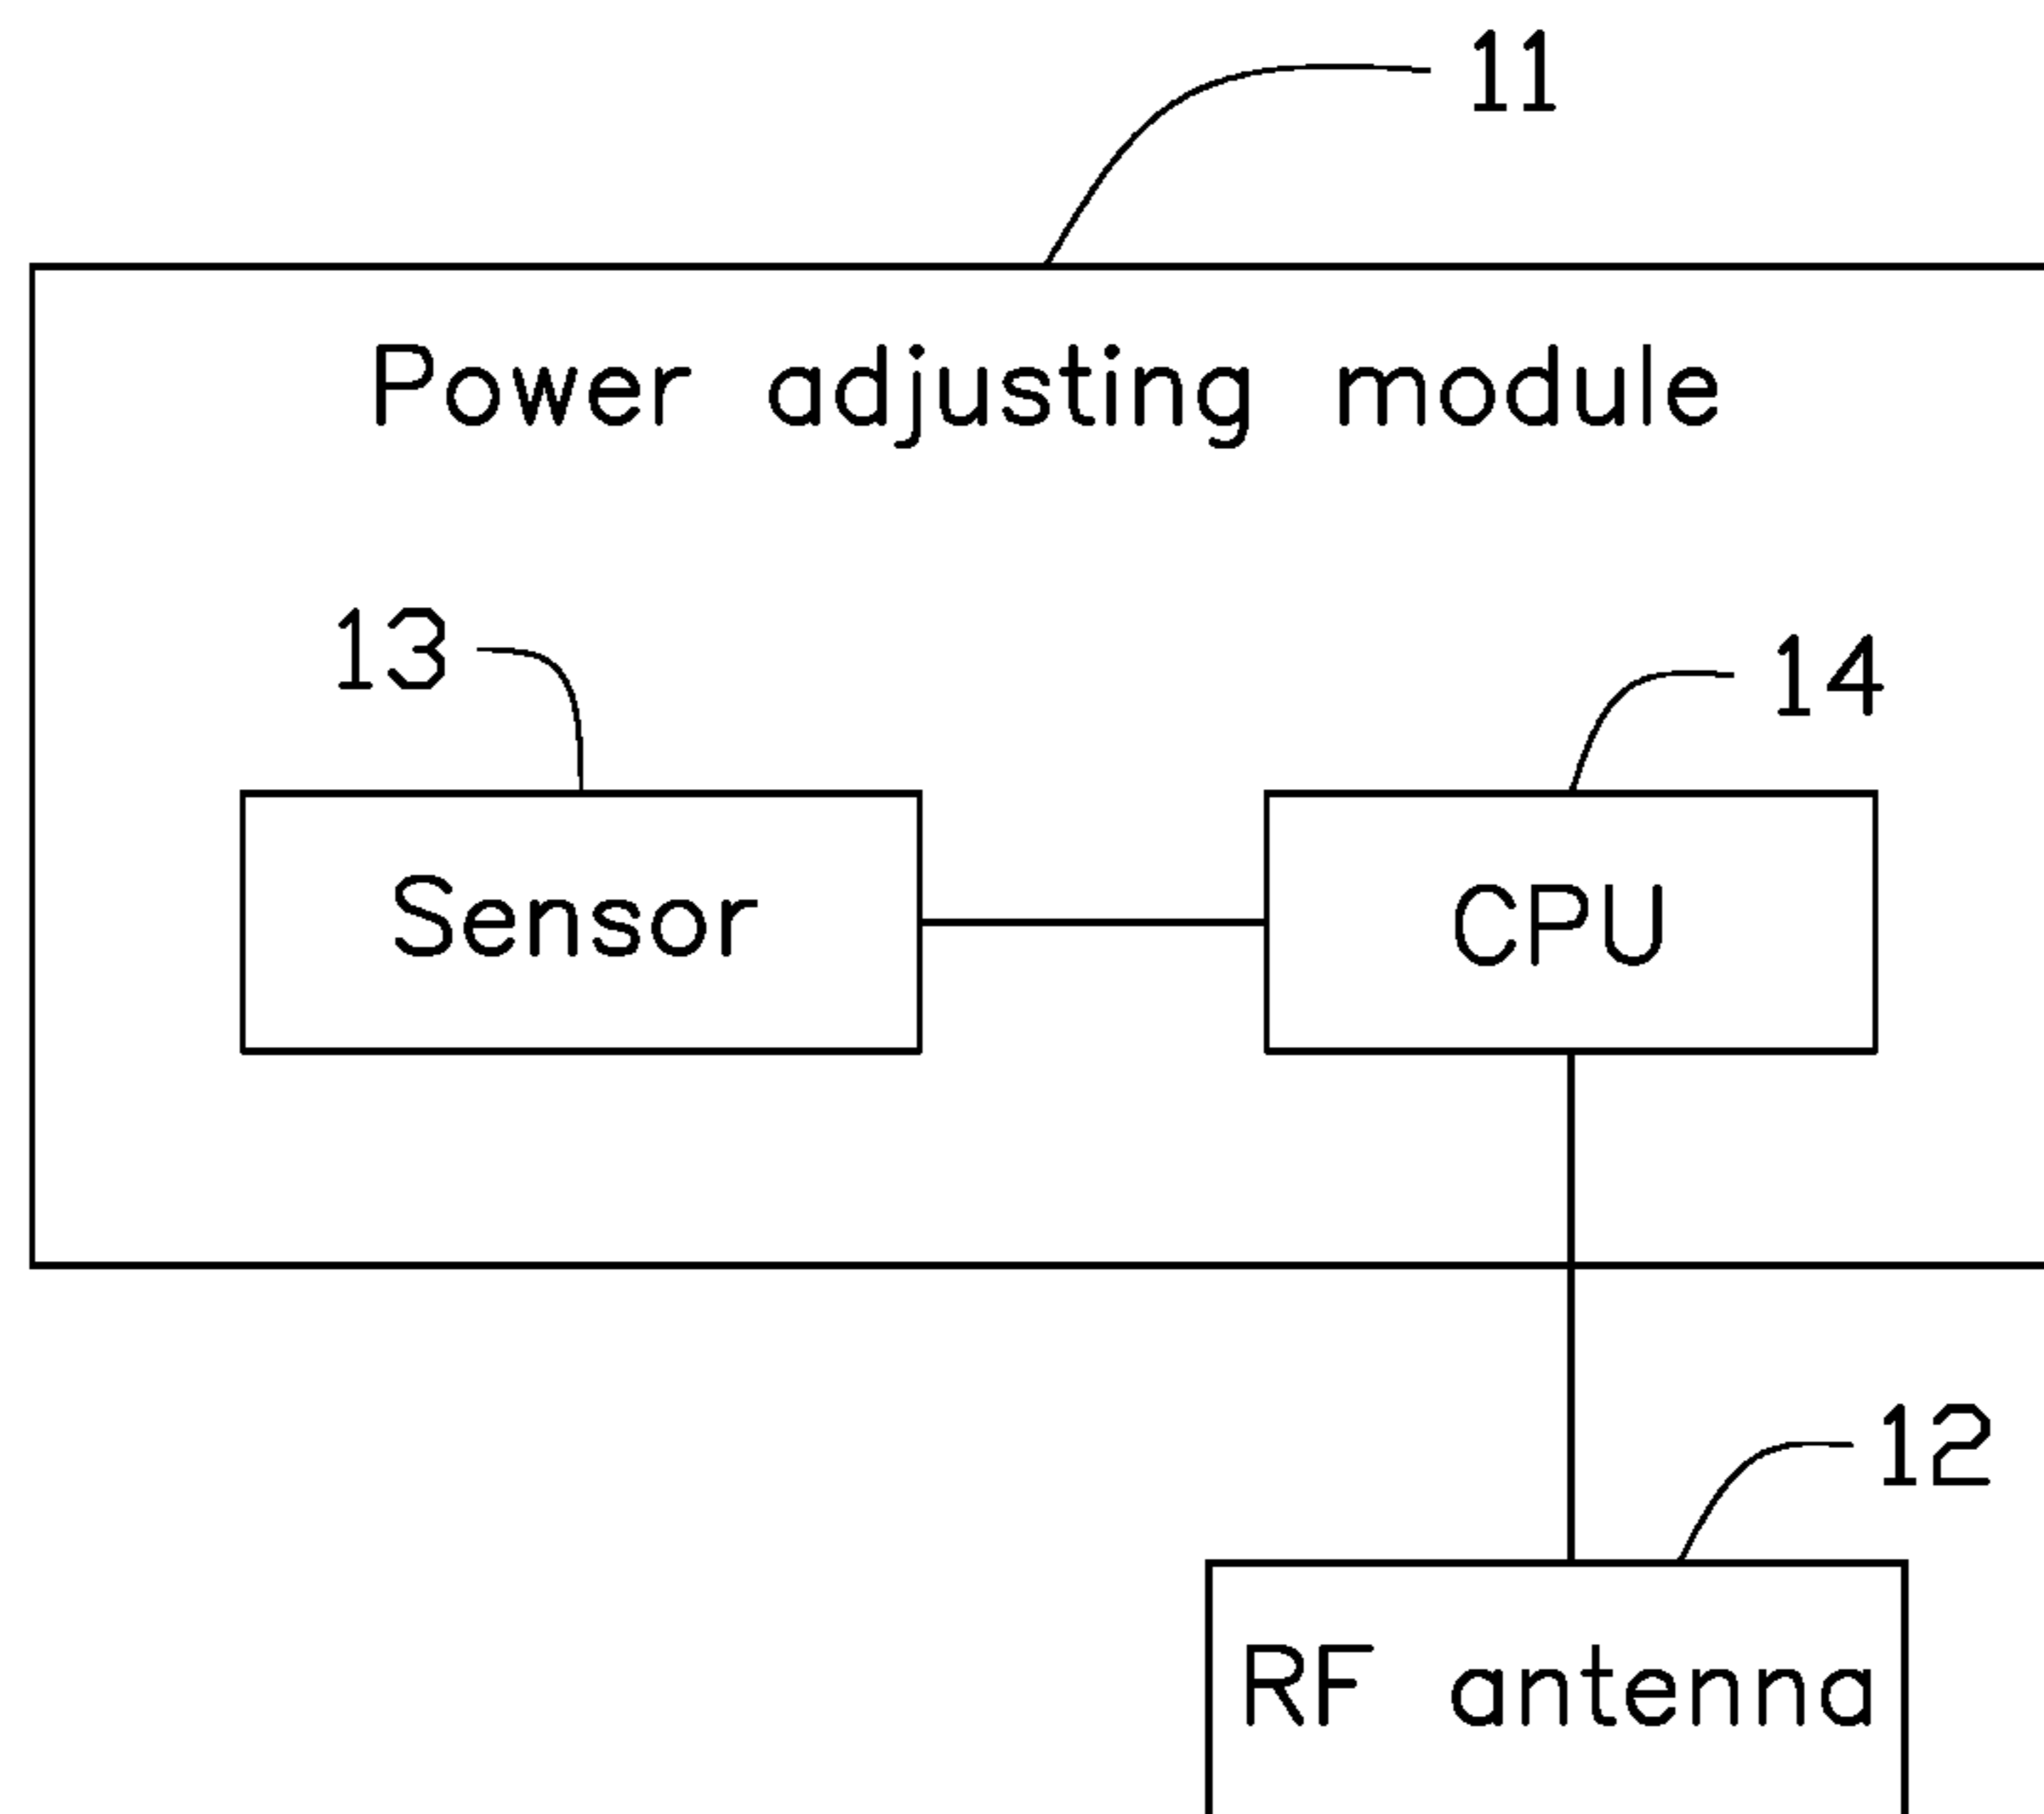 11
Power adjusting module
13
14
Sensor
CPU
12
RF antenna